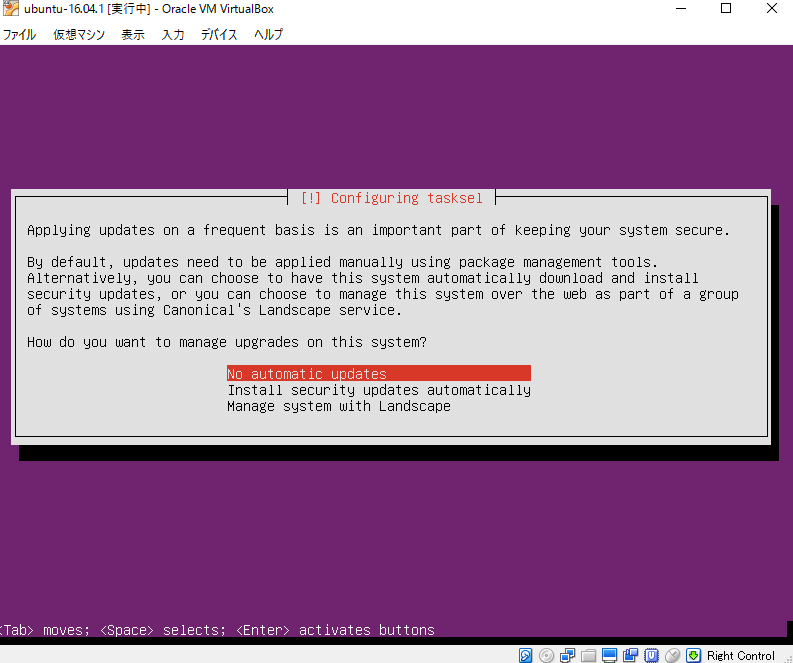 ubuntu-16.04.1 [実行中] - Oracle VM VirtualBox
ファイル 仮想マシン 表示 入力 デバイス ヘルプ
[!] Configuring tasksel
Applying updates on a frequent basis is an important part of keeping your system secure.
By default, updates need to be applied manually using package management tools.
Alternatively, you can choose to have this system automatically download and install
security updates, or you can choose to manage this system over the web as part of a group
of systems using Canonical's Landscape service.
How do you want to manage upgrades on this system?
No automatic updates
Install security updates automatically
Manage system with Landscape
<Tab> moves; <Space> selects; <Enter> activates buttons
Right Control